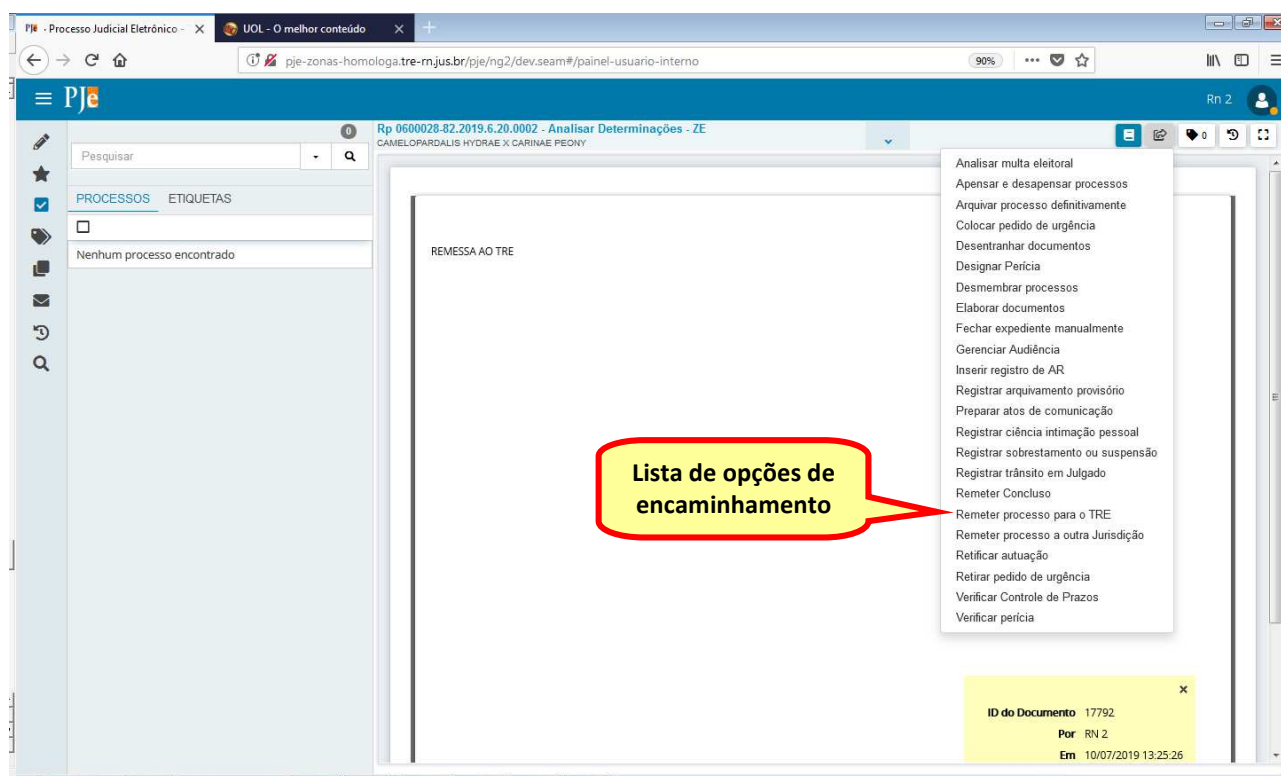 PJe - Processo Judicial Eletrônico -
UOL - O melhor conteúdo
pje-zonas-homologa.tre-rn.jus.br/pje/ng2/dev.seam#/painel-usuario-interno
90%
PJe
Rn 2
0
Pesquisar
PROCESSOS ETIQUETAS
Nenhum processo encontrado
Rp 0600028-82.2019.6.20.0002 - Analisar Determinações - ZE
CAMELOPARDALIS HYDRAE X CARINAE PEONY
0
REMESSA AO TRE
Analisar multa eleitoral
Apensar e desapensar processos
Arquivar processo definitivamente
Colocar pedido de urgência
Desentranhar documentos
Designar Perícia
Desmembrar processos
Elaborar documentos
Fechar expediente manualmente
Gerenciar Audiência
Inserir registro de AR
Registrar arquivamento provisório
Preparar atos de comunicação
Registrar ciência intimação pessoal
Registrar sobrestamento ou suspensão
Registrar trânsito em Julgado
Remeter Concluso
Remeter processo para o TRE
Remeter processo a outra Jurisdição
Retificar autuação
Retirar pedido de urgência
Verificar Controle de Prazos
Verificar perícia
Lista de opções de
encaminhamento
ID do Documento 17792
Por RN 2
Em 10/07/2019 13:25:26